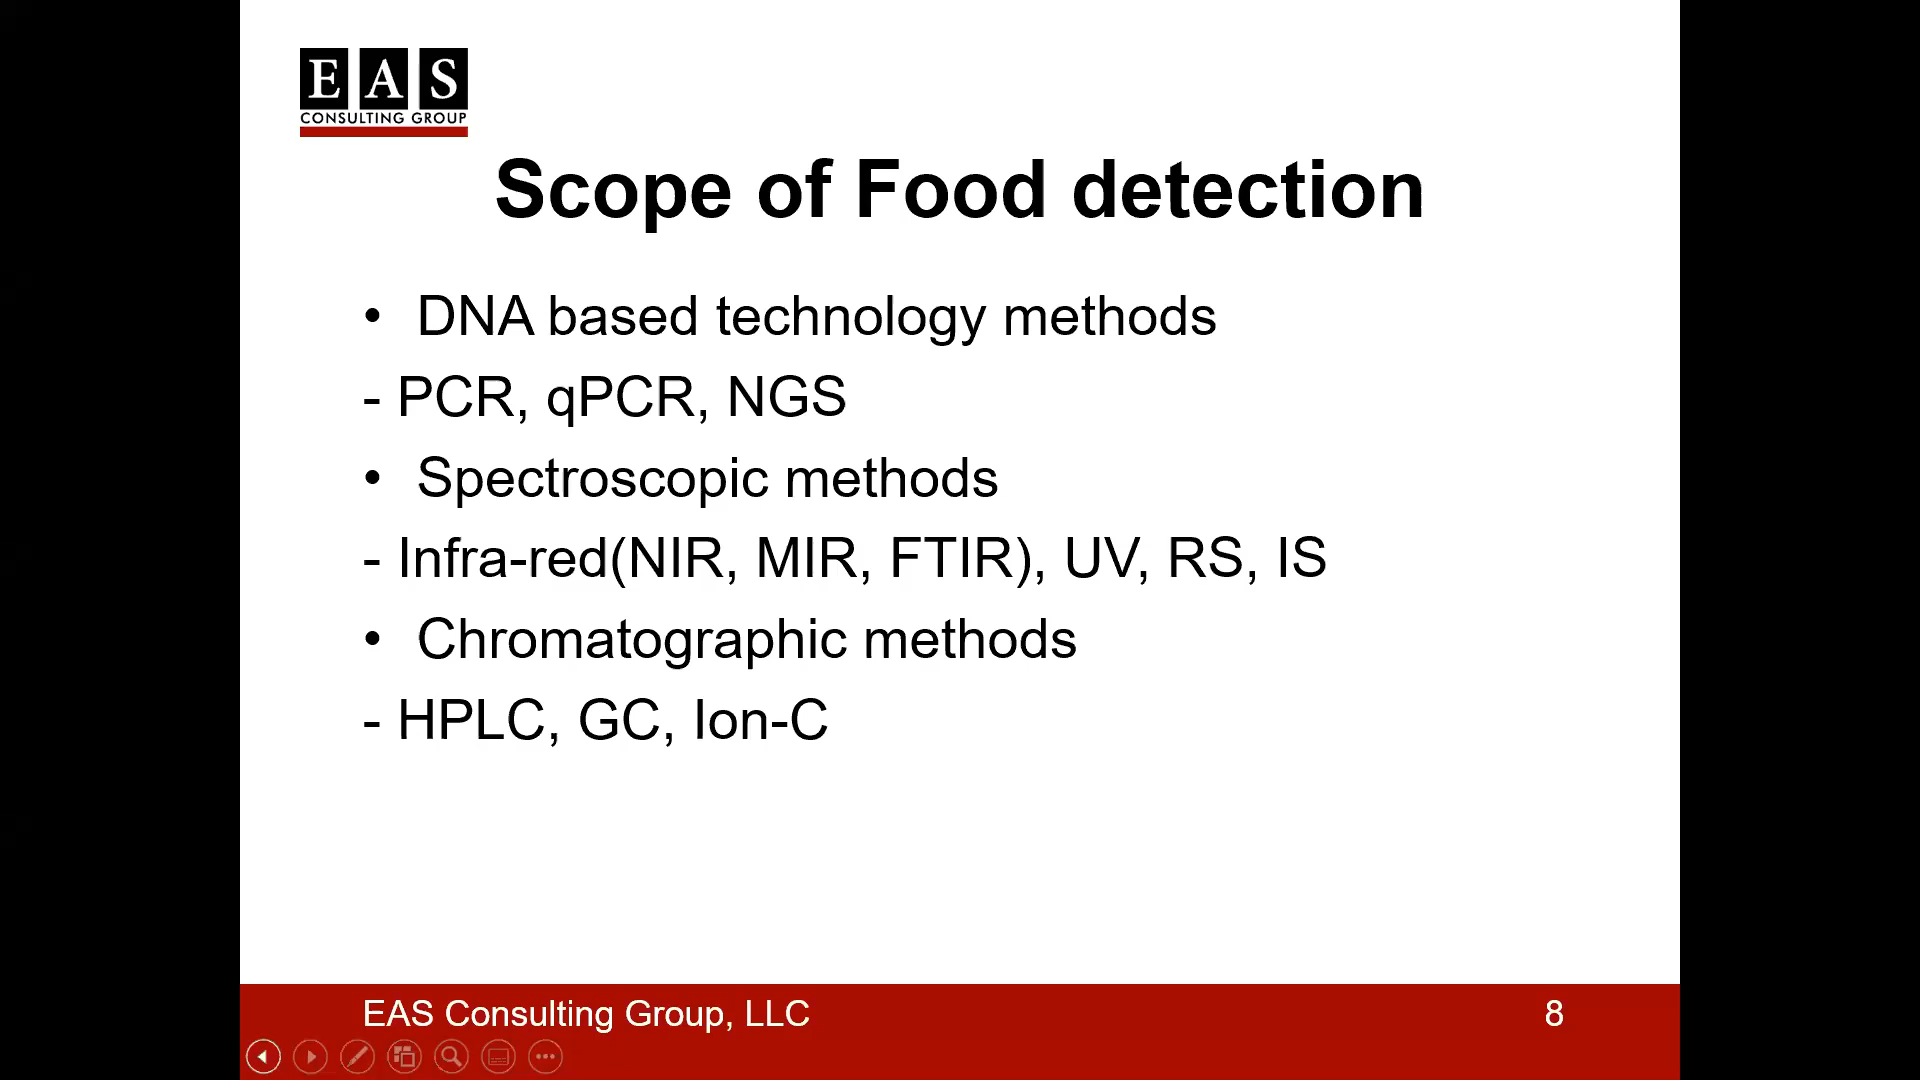 EAS
CONSULTING GROUP
Scope of Food detection
• DNA based technology methods
- PCR, qPCR, NGS
• Spectroscopic methods
- Infra-red(NIR, MIR, FTIR), UV, RS, IS
• Chromatographic methods
- HPLC, GC, Ion-C
EAS Consulting Group, LLC
8